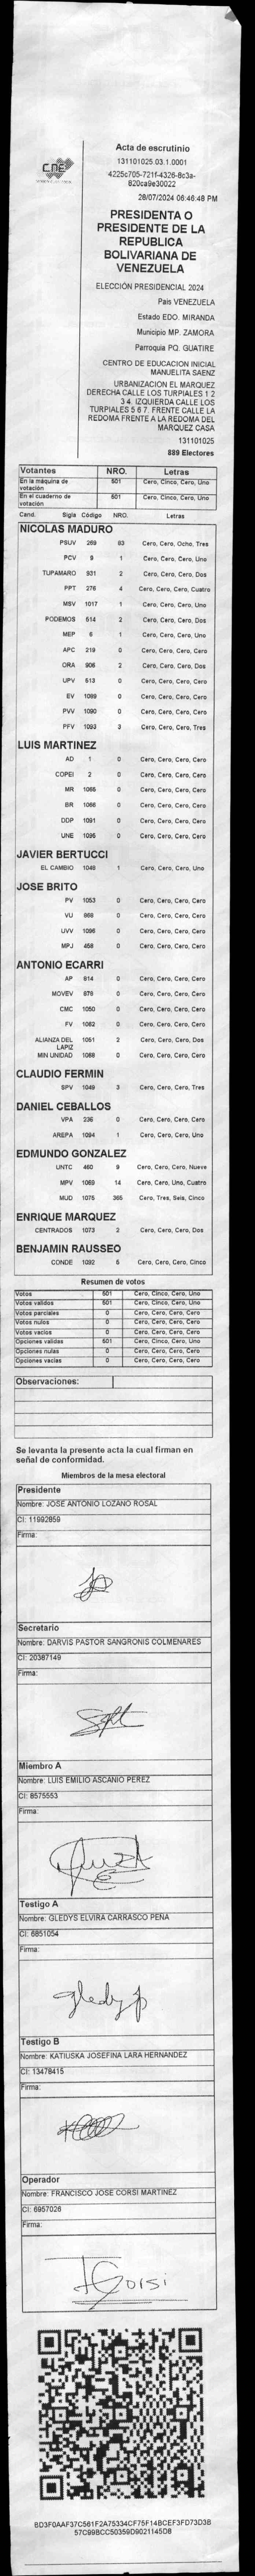 CNE
Acta de escrutinio
131101025.03.1.0001
4225c705-721f-4326-8c3a-
820ca9e30022
28/07/2024 06:46:48 PM
PRESIDENTA O
PRESIDENTE DE LA
REPUBLICA
BOLIVARIANA DE
VENEZUELA
ELECCIÓN PRESIDENCIAL 2024
Pais VENEZUELA
Estado EDO. MIRANDA
Municipio MP. ZAMORA
Parroquia PQ. GUATIRE
CENTRO DE EDUCACION INICIAL
MANUELITA SAENZ
URBANIZACION EL MARQUEZ
DERECHA CALLE LOS TURPIALES 1 2
3 4. IZQUIERDA CALLE LOS
TURPIALES 5 6 7. FRENTE CALLE LA
REDOMA FRENTE A LA REDOMA DEL
MARQUEZ CASA
131101025
889 Electores
Votantes NRO. Letras
En la máquina de votación 501 Cero, Cinco, Cero, Uno
En el cuaderno de votación 501 Cero, Cinco, Cero, Uno
Cand. Sigla Código NRO. Letras
NICOLAS MADURO
PSUV 269 83 Cero, Cero, Ocho, Tres
PCV 9 1 Cero, Cero, Cero, Uno
TUPAMARO 931 2 Cero, Cero, Cero, Dos
PPT 276 4 Cero, Cero, Cero, Cuatro
MSV 1017 1 Cero, Cero, Cero, Uno
PODEMOS 514 2 Cero, Cero, Cero, Dos
MEP 6 1 Cero, Cero, Cero, Uno
APC 219 0 Cero, Cero, Cero, Cero
ORA 906 2 Cero, Cero, Cero, Dos
UPV 513 0 Cero, Cero, Cero, Cero
EV 1089 0 Cero, Cero, Cero, Cero
PVV 1090 0 Cero, Cero, Cero, Cero
PFV 1093 3 Cero, Cero, Cero, Tres
LUIS MARTINEZ
AD 1 0 Cero, Cero, Cero, Cero
COPEI 2 0 Cero, Cero, Cero, Cero
MR 1065 0 Cero, Cero, Cero, Cero
BR 1066 0 Cero, Cero, Cero, Cero
DDP 1091 0 Cero, Cero, Cero, Cero
UNE 1095 0 Cero, Cero, Cero, Cero
JAVIER BERTUCCI
EL CAMBIO 1046 1 Cero, Cero, Cero, Uno
JOSE BRITO
PV 1053 0 Cero, Cero, Cero, Cero
VU 968 0 Cero, Cero, Cero, Cero
UVV 1096 0 Cero, Cero, Cero, Cero
MPJ 458 0 Cero, Cero, Cero, Cero
ANTONIO ECARRI
AP 814 0 Cero, Cero, Cero, Cero
MOVEV 878 0 Cero, Cero, Cero, Cero
CMC 1050 0 Cero, Cero, Cero, Cero
FV 1062 0 Cero, Cero, Cero, Cero
ALIANZA DEL LAPIZ 1051 2 Cero, Cero, Cero, Dos
MIN UNIDAD 1088 0 Cero, Cero, Cero, Cero
CLAUDIO FERMIN
SPV 1049 3 Cero, Cero, Cero, Tres
DANIEL CEBALLOS
VPA 236 0 Cero, Cero, Cero, Cero
AREPA 1094 1 Cero, Cero, Cero, Uno
EDMUNDO GONZALEZ
UNTC 460 9 Cero, Cero, Cero, Nueve
MPV 1069 14 Cero, Cero, Uno, Cuatro
MUD 1075 365 Cero, Tres, Seis, Cinco
ENRIQUE MARQUEZ
CENTRADOS 1073 2 Cero, Cero, Cero, Dos
BENJAMIN RAUSSEO
CONDE 1092 5 Cero, Cero, Cero, Cinco
Resumen de votos
Votos 501 Cero, Cinco, Cero, Uno
Votos validos 501 Cero, Cinco, Cero, Uno
Votos parciales 0 Cero, Cero, Cero, Cero
Votos nulos 0 Cero, Cero, Cero, Cero
Votos vacios 0 Cero, Cero, Cero, Cero
Opciones validas 501 Cero, Cinco, Cero, Uno
Opciones nulas 0 Cero, Cero, Cero, Cero
Opciones vacias 0 Cero, Cero, Cero, Cero
Observaciones:
Se levanta la presente acta la cual firman en
señal de conformidad.
Miembros de la mesa electoral
Presidente
Nombre: JOSE ANTONIO LOZANO ROSAL
CI: 11992859
Firma:
Secretario
Nombre: DARVIS PASTOR SANGRONIS COLMENARES
CI: 20387149
Firma:
Miembro A
Nombre: LUIS EMILIO ASCANIO PEREZ
CI: 8575553
Firma:
Testigo A
Nombre: GLEDYS ELVIRA CARRASCO PEÑA
CI: 6851054
Firma:
Gledys
Testigo B
Nombre: KATIUSKA JOSEFINA LARA HERNANDEZ
CI: 13478415
Firma:
Operador
Nombre: FRANCISCO JOSE CORSI MARTINEZ
CI: 6957026
Firma:
Corsi
BD3F0AAF37C561F2A75334CF75F14BCEF3FD73D3B
57C99BCC50359D9021145D8